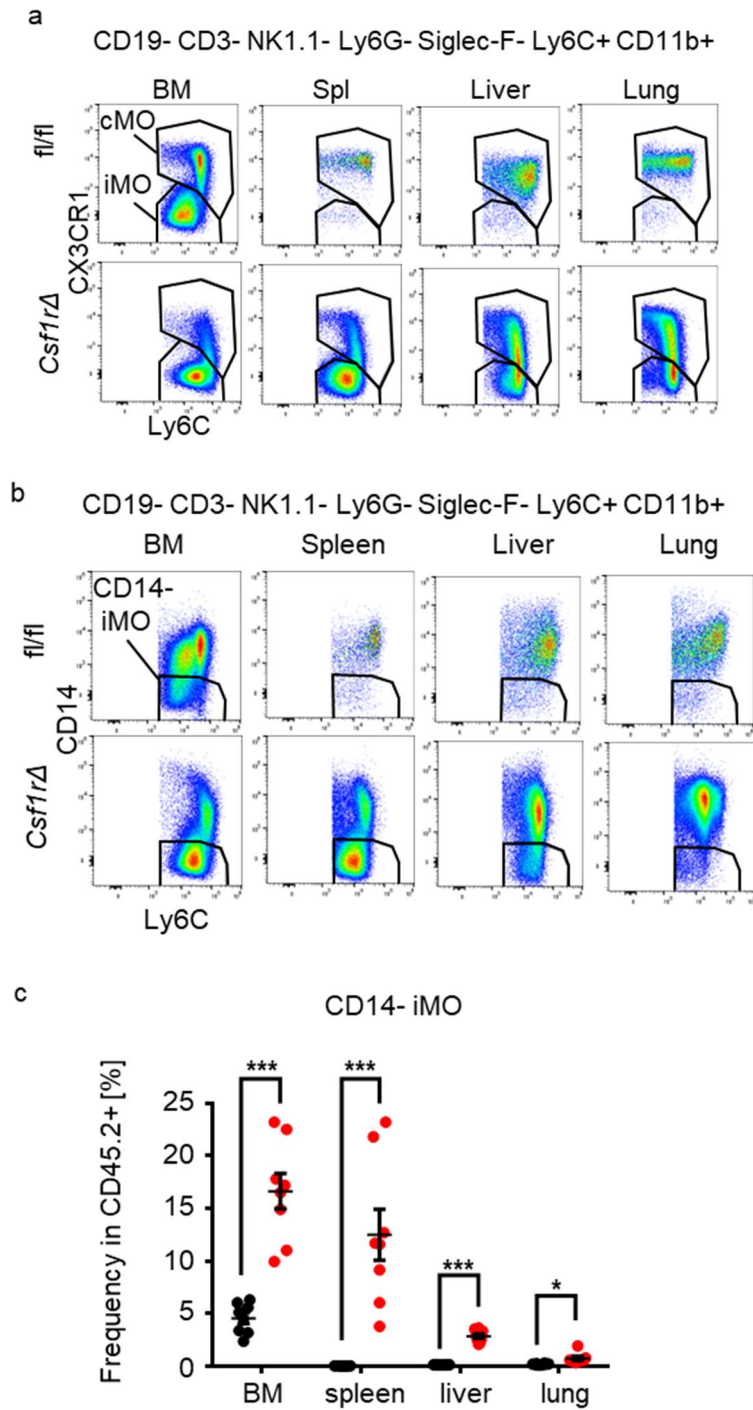 a
CD19- CD3- NK1.1- Ly6G- Siglec-F- Ly6C+ CD11b+
BM Spl Liver Lung
fl/fl
cMO
iMO
CX3CR1
Csf1rΔ
Ly6C
b
CD19- CD3- NK1.1- Ly6G- Siglec-F- Ly6C+ CD11b+
BM Spleen Liver Lung
fl/fl
CD14-
iMO
CD14
Csf1rΔ
Ly6C
c
CD14- iMO
Frequency in CD45.2+ [%]
*** *** *** *
25
20
15
10
5
0
BM spleen liver lung